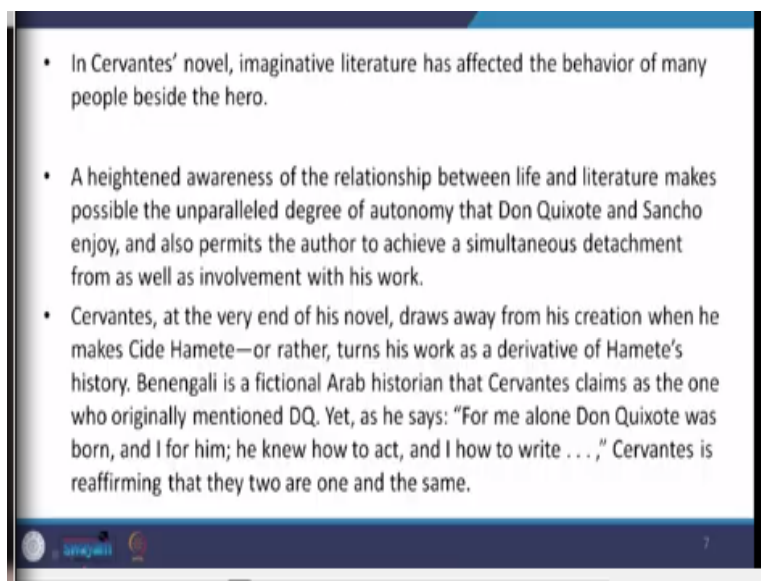 • In Cervantes' novel, imaginative literature has affected the behavior of many
people beside the hero.
• A heightened awareness of the relationship between life and literature makes
possible the unparalleled degree of autonomy that Don Quixote and Sancho
enjoy, and also permits the author to achieve a simultaneous detachment
from as well as involvement with his work.
• Cervantes, at the very end of his novel, draws away from his creation when he
makes Cide Hamete—or rather, turns his work as a derivative of Hamete's
history. Benengali is a fictional Arab historian that Cervantes claims as the one
who originally mentioned DQ. Yet, as he says: "For me alone Don Quixote was
born, and I for him; he knew how to act, and I how to write . . . ," Cervantes is
reaffirming that they two are one and the same.
swayam
7